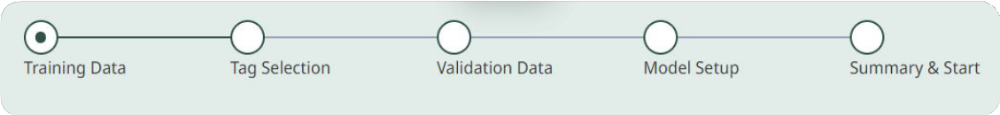 Training Data
Tag Selection
Validation Data
Model Setup
Summary & Start